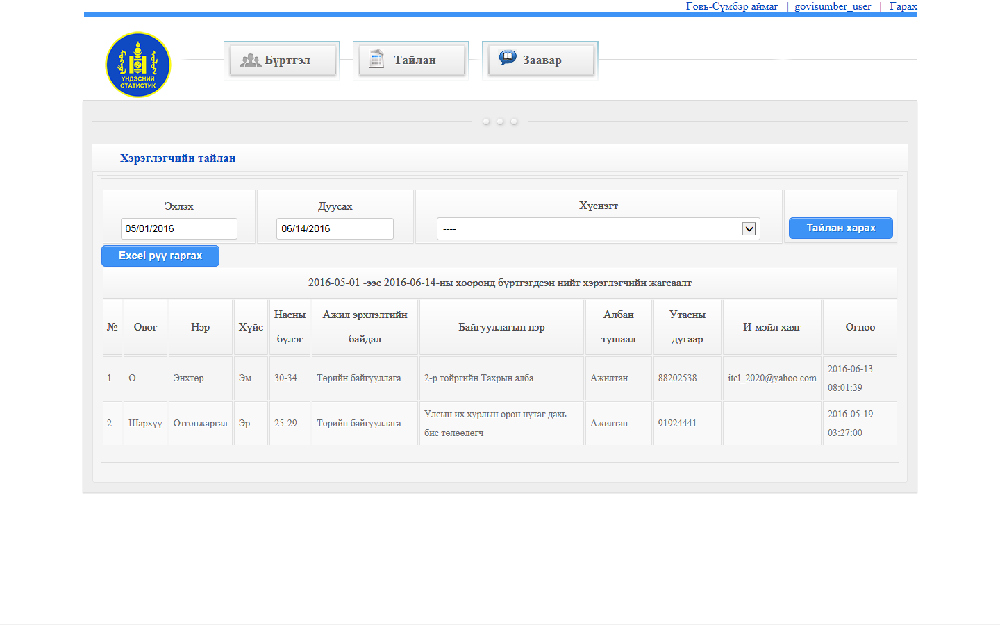 Говь-Сүмбэр аймаг | govisumber_user | Гарах
ҮНДЭСНИЙ
СТАТИСТИК
Бүртгэл
Тайлан
Заавар
Хэрэглэгчийн тайлан
Эхлэх
Дуусах
Хүснэгт
05/01/2016
06/14/2016
----
Тайлан харах
Excel рүү гаргах
2016-05-01 -ээс 2016-06-14-ны хооронд бүртгэгдсэн нийт хэрэглэгчийн жагсаалт
№
Овог
Нэр
Хүйс
Насны
бүлэг
Ажил эрхлэлтийн
байдал
Байгууллагын нэр
Албан
тушаал
Утасны
дугаар
И-мэйл хаяг
Огноо
1
О
Энхтөр
Эм
30-34
Төрийн байгууллага
2-р тойргийн Тахрын алба
Ажилтан
88202538
itel_2020@yahoo.com
2016-06-13
08:01:39
2
Шархүү
Отгонжаргал
Эр
25-29
Төрийн байгууллага
Улсын их хурлын орон нутаг дахь
бие төлөөлөгч
Ажилтан
91924441
2016-05-19
03:27:00